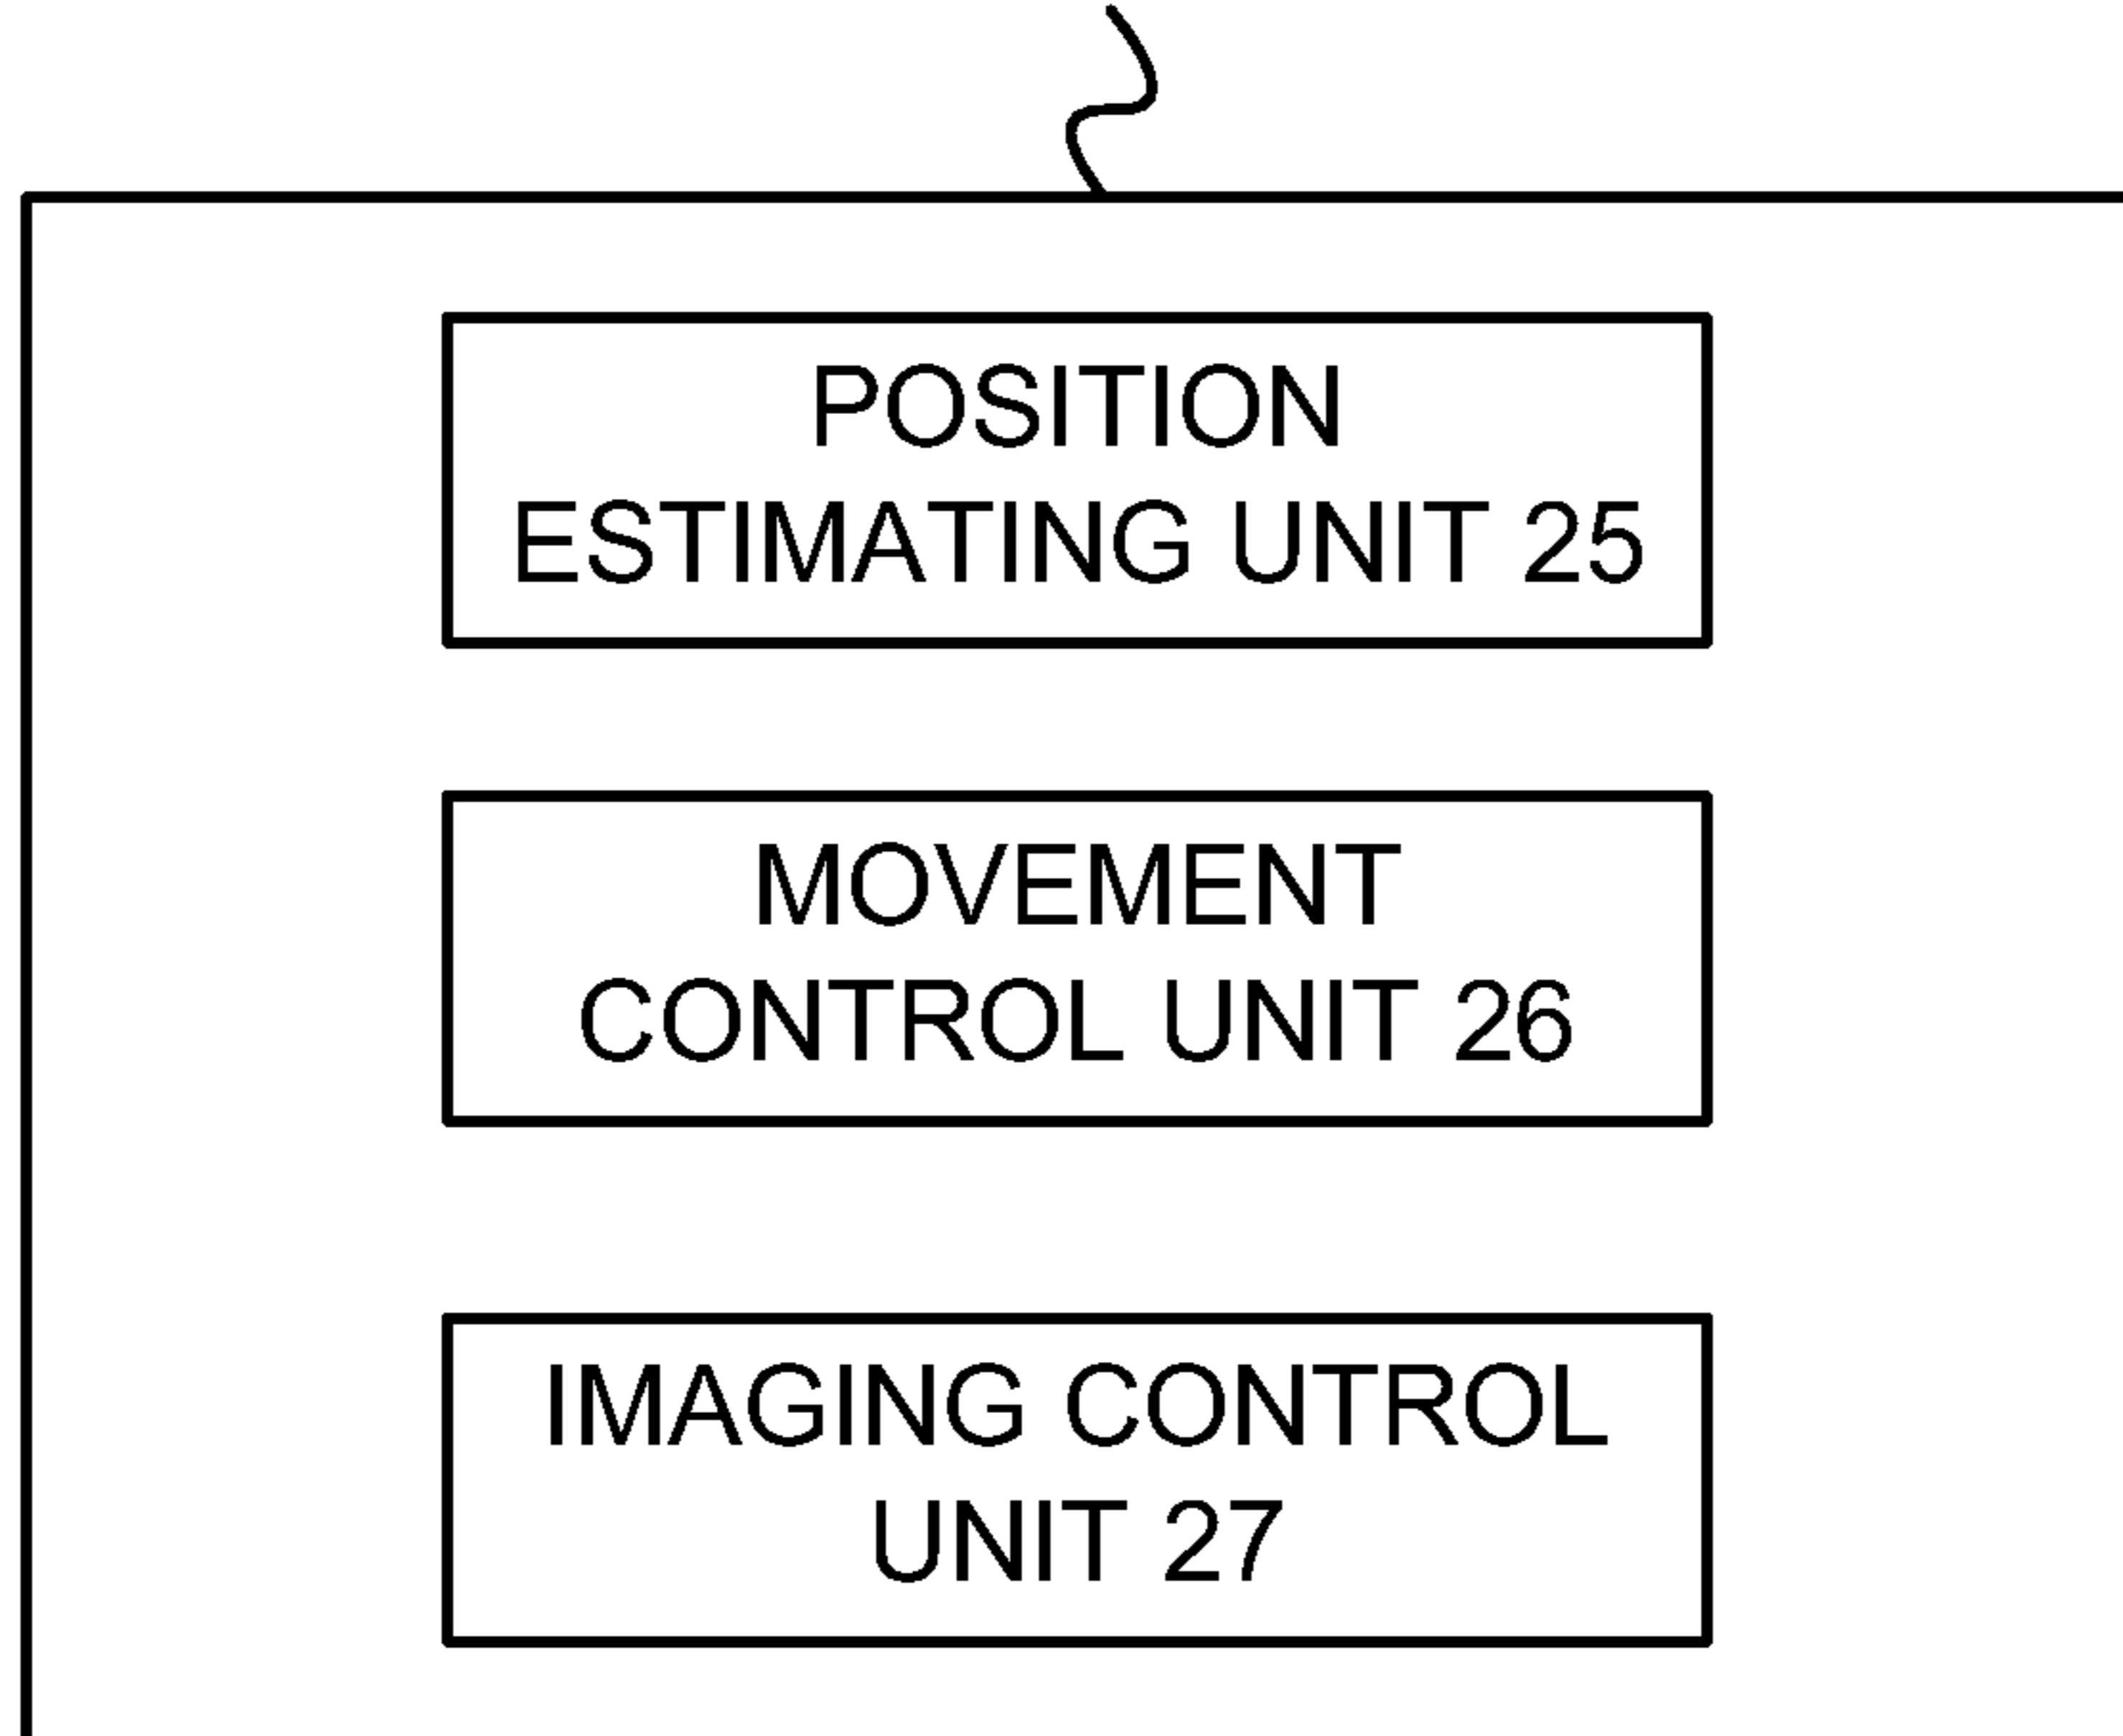 POSITION
ESTIMATING UNIT 25
MOVEMENT
CONTROL UNIT 26
IMAGING CONTROL
UNIT 27